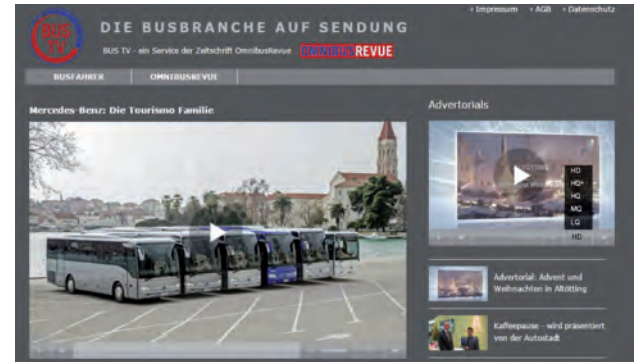 › Impressum › AGB › Datenschutz
BUS
TV
DIE BUSBRANCHE AUF SENDUNG
BUS TV - ein Service der Zeitschrift OmnibusRevue OMNIBUSREVUE
BUSFAHRER OMNIBUSREVUE
Mercedes-Benz: Die Tourismo Familie
Advertorials
HD
HQ+
HQ
MQ
LQ
HD
Advertorial: Advent und
Weihnachten in Altötting
Kaffeepause - wird präsentiert
von der Autostadt